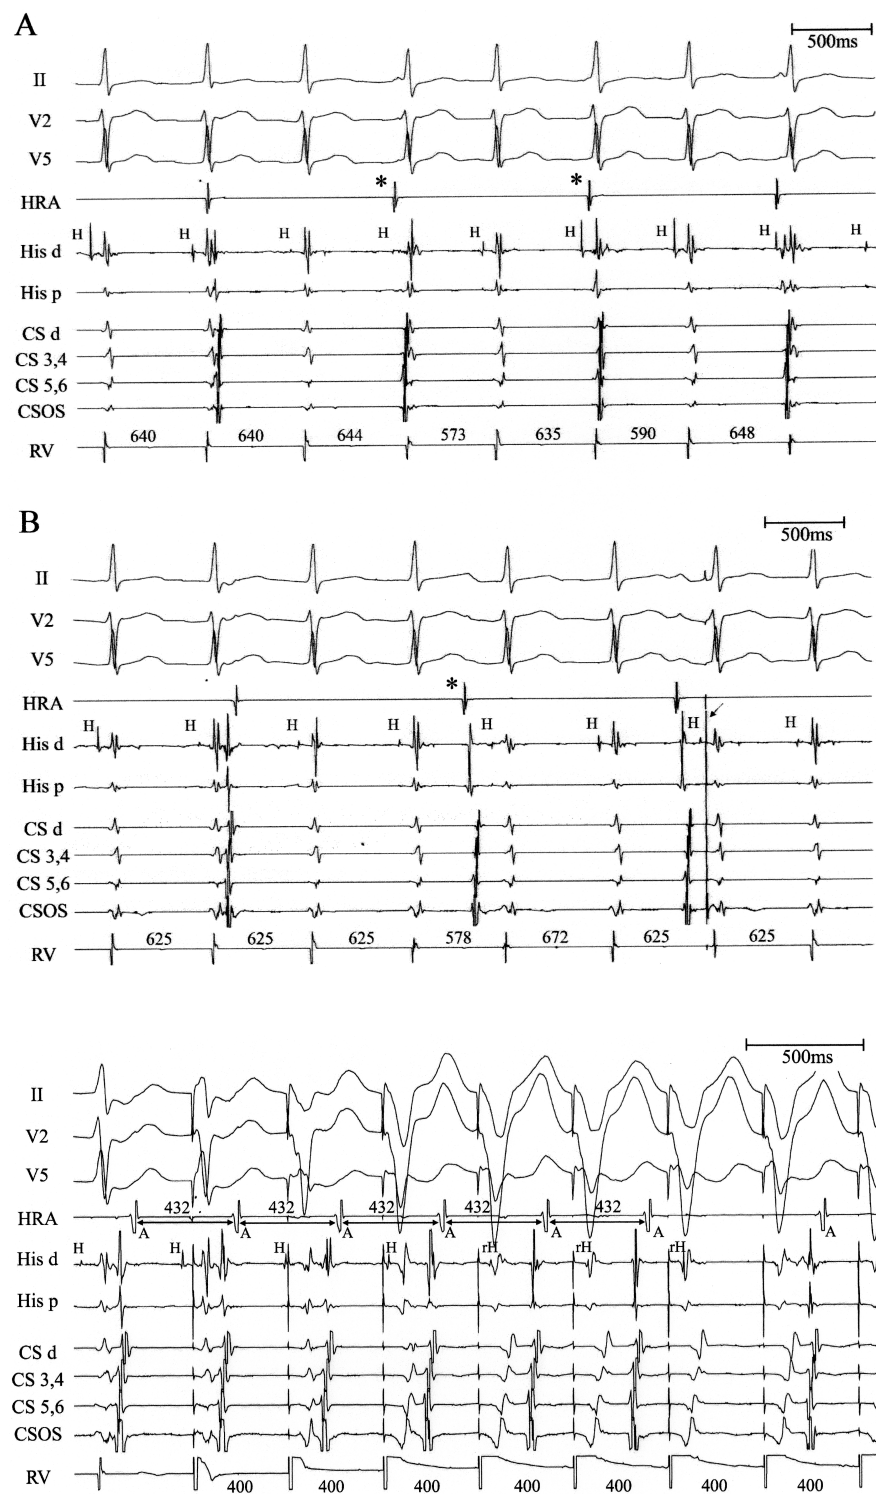 A
500ms
II
V2
V5
* *
HRA
H H H H H H H H H
His d
His p
CS d
CS 3,4
CS 5,6
CSOS
640 640 644 573 635 590 648
RV
B
500ms
II
V2
V5
*
HRA
H H H H H H H H
His d
His p
CS d
CS 3,4
CS 5,6
CSOS
625 625 625 578 672 625 625
RV
500ms
II
V2
V5
432 432 432 432 432
HRA
A A A A A A A
H H H H rH rH rH
His d
His p
CS d
CS 3,4
CS 5,6
CSOS
RV
400 400 400 400 400 400 400